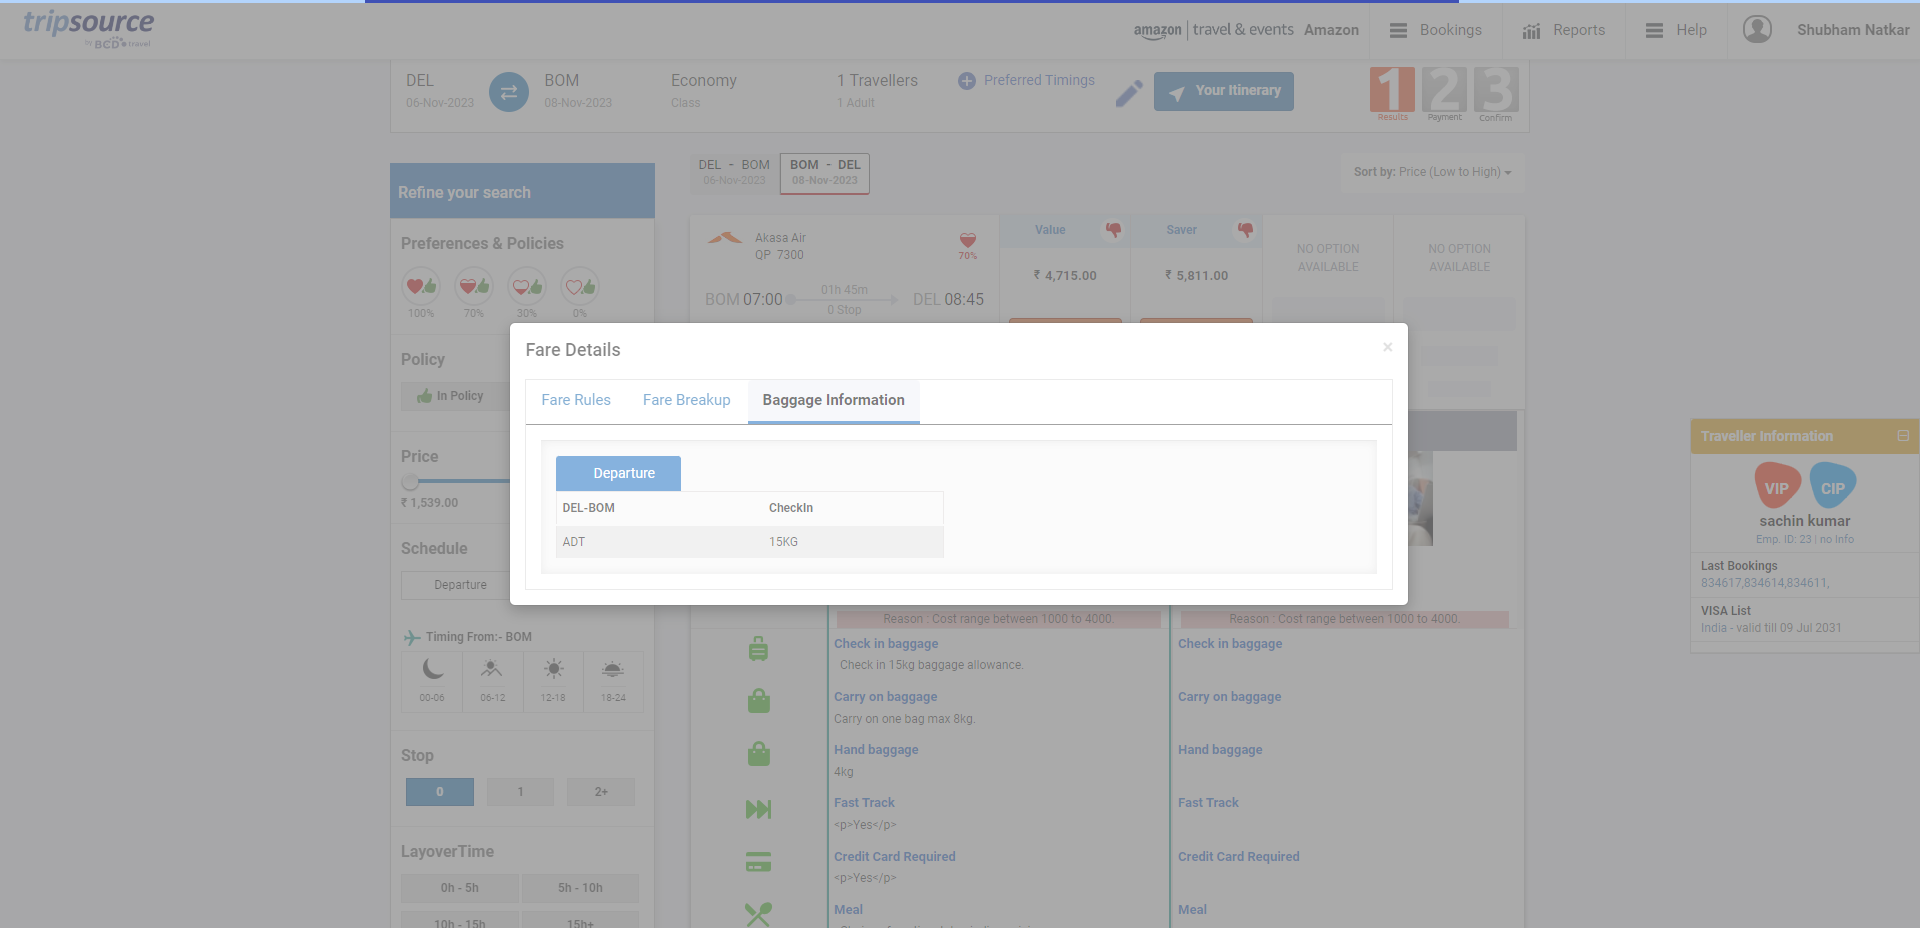 tripsource
by BCD travel
amazon | travel & events Amazon
Bookings
Reports
Help
Shubham Natkar
DEL
06-Nov-2023
BOM
08-Nov-2023
Economy
Class
1 Travellers
1 Adult
Preferred Timings
Your Itinerary
1 2 3
Results Payment Confirm
Refine your search
Preferences & Policies
100% 70% 30% 0%
Policy
In Policy
Price
₹ 1,539.00
Schedule
Departure
Timing From:- BOM
00-06 06-12 12-18 18-24
Stop
0 1 2+
LayoverTime
0h - 5h 5h - 10h
10h - 15h 15h+
DEL - BOM
06-Nov-2023
BOM - DEL
08-Nov-2023
Sort by: Price (Low to High)
Akasa Air
QP 7300
70%
BOM 07:00
01h 45m
0 Stop
DEL 08:45
Value
₹ 4,715.00
Saver
₹ 5,811.00
NO OPTION
AVAILABLE
NO OPTION
AVAILABLE
Fare Details
×
Fare Rules
Fare Breakup
Baggage Information
Departure
DEL-BOM CheckIn
ADT 15KG
Reason : Cost range between 1000 to 4000.
Reason : Cost range between 1000 to 4000.
Check in baggage
Check in 15kg baggage allowance.
Check in baggage
Carry on baggage
Carry on one bag max 8kg.
Carry on baggage
Hand baggage
4kg
Hand baggage
Fast Track
<p>Yes</p>
Fast Track
Credit Card Required
<p>Yes</p>
Credit Card Required
Meal
Meal
Traveller Information
VIP CIP
sachin kumar
Emp. ID: 23 | no Info
Last Bookings
834617,834614,834611,
VISA List
India - valid till 09 Jul 2031